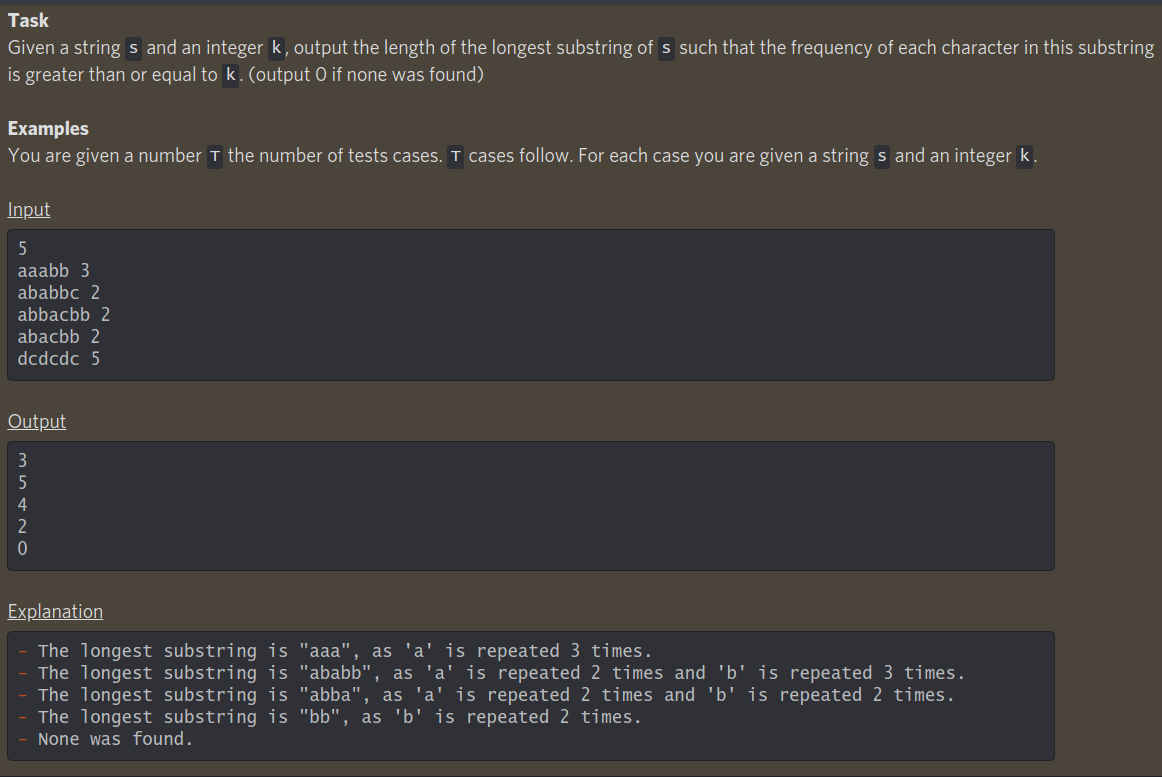 Task
Given a string s and an integer k, output the length of the longest substring of s such that the frequency of each character in this substring
is greater than or equal to k. (output 0 if none was found)
Examples
You are given a number T the number of tests cases. T cases follow. For each case you are given a string s and an integer k.
Input
5
aaabb 3
ababbc 2
abbacbb 2
abacbb 2
dcdcdc 5
Output
3
5
4
2
0
Explanation
- The longest substring is "aaa", as 'a' is repeated 3 times.
- The longest substring is "ababb", as 'a' is repeated 2 times and 'b' is repeated 3 times.
- The longest substring is "abba", as 'a' is repeated 2 times and 'b' is repeated 2 times.
- The longest substring is "bb", as 'b' is repeated 2 times.
- None was found.